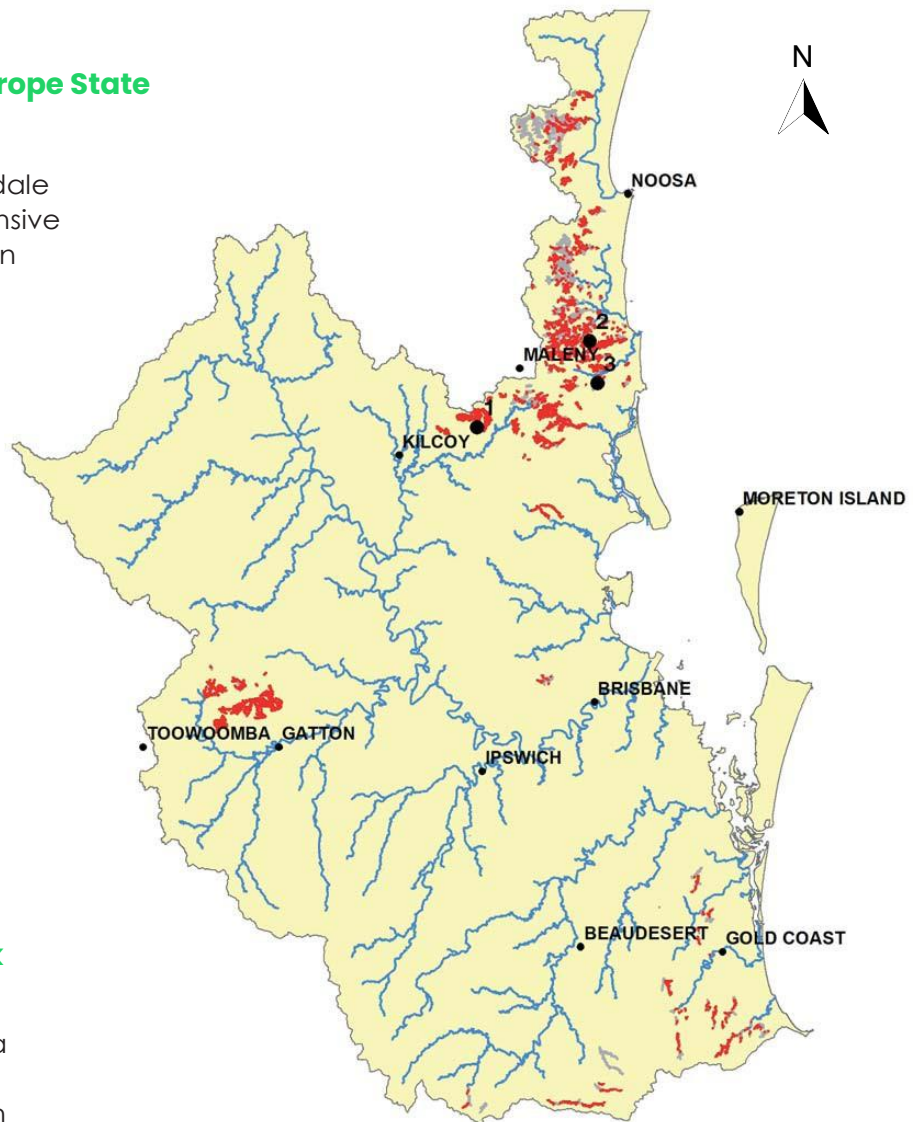 rope State
dale
nsive
n
N
NOOSA
2
MALENY
3
1
KILCOY
MORETON ISLAND
BRISBANE
TOOWOOMBA
GATTON
IPSWICH
BEAUDESERT
GOLD COAST
k
a
n